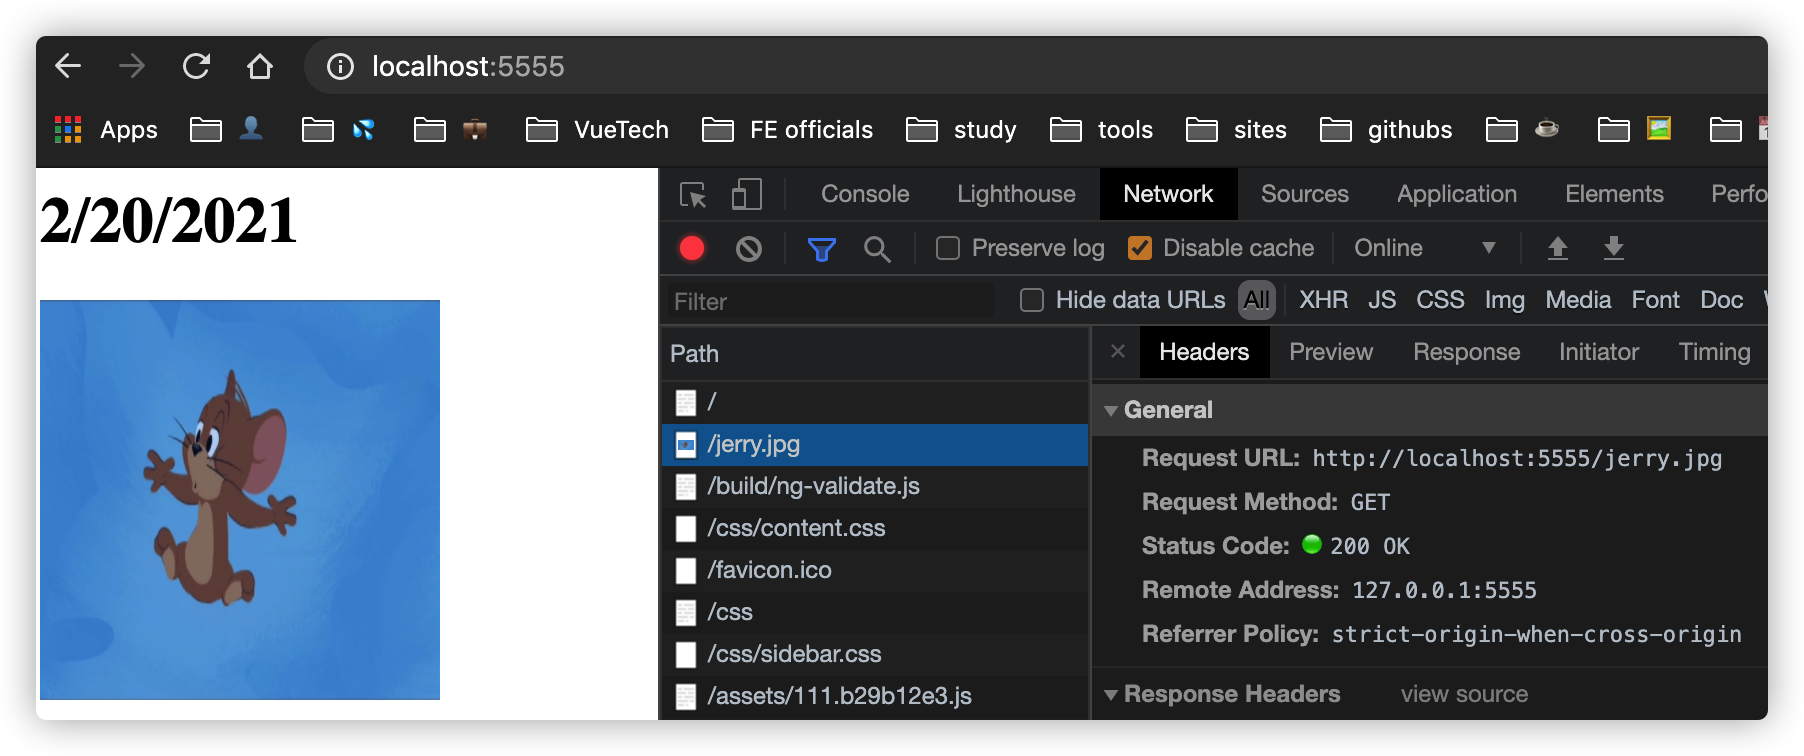 localhost:5555
Apps VueTech FE officials study tools sites githubs
2/20/2021
Console Lighthouse Network Sources Application Elements Perfo
Preserve log Disable cache Online
Filter Hide data URLs All XHR JS CSS Img Media Font Doc
Path
/
/jerry.jpg
/build/ng-validate.js
/css/content.css
/favicon.ico
/css
/css/sidebar.css
/assets/111.b29b12e3.js
Headers Preview Response Initiator Timing
General
Request URL: http://localhost:5555/jerry.jpg
Request Method: GET
Status Code: 200 OK
Remote Address: 127.0.0.1:5555
Referrer Policy: strict-origin-when-cross-origin
Response Headers view source